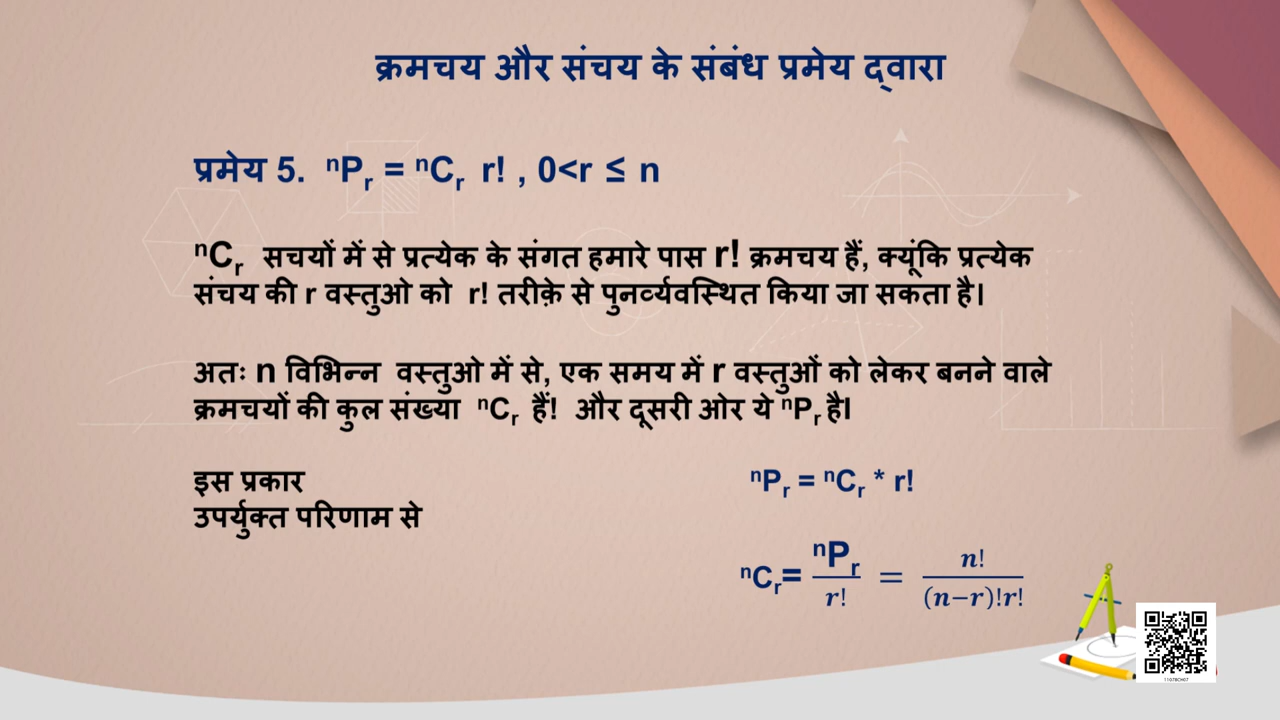 क्रमचय और संचय के संबंध प्रमेय द्वारा
प्रमेय 5. ⁿPᵣ = ⁿCᵣ r! , 0<r ≤ n
ⁿCᵣ सचयों में से प्रत्येक के संगत हमारे पास r! क्रमचय हैं, क्यूंकि प्रत्येक
संचय की r वस्तुओ को r! तरीक़े से पुनर्व्यवस्थित किया जा सकता है।
अतः n विभिन्न वस्तुओ में से, एक समय में r वस्तुओं को लेकर बनने वाले
क्रमचयों की कुल संख्या ⁿCᵣ हैं! और दूसरी ओर ये ⁿPᵣ है।
इस प्रकार ⁿPᵣ = ⁿCᵣ * r!
उपर्युक्त परिणाम से
ⁿCᵣ= ⁿPᵣ/r! = n!/(n−r)!r!